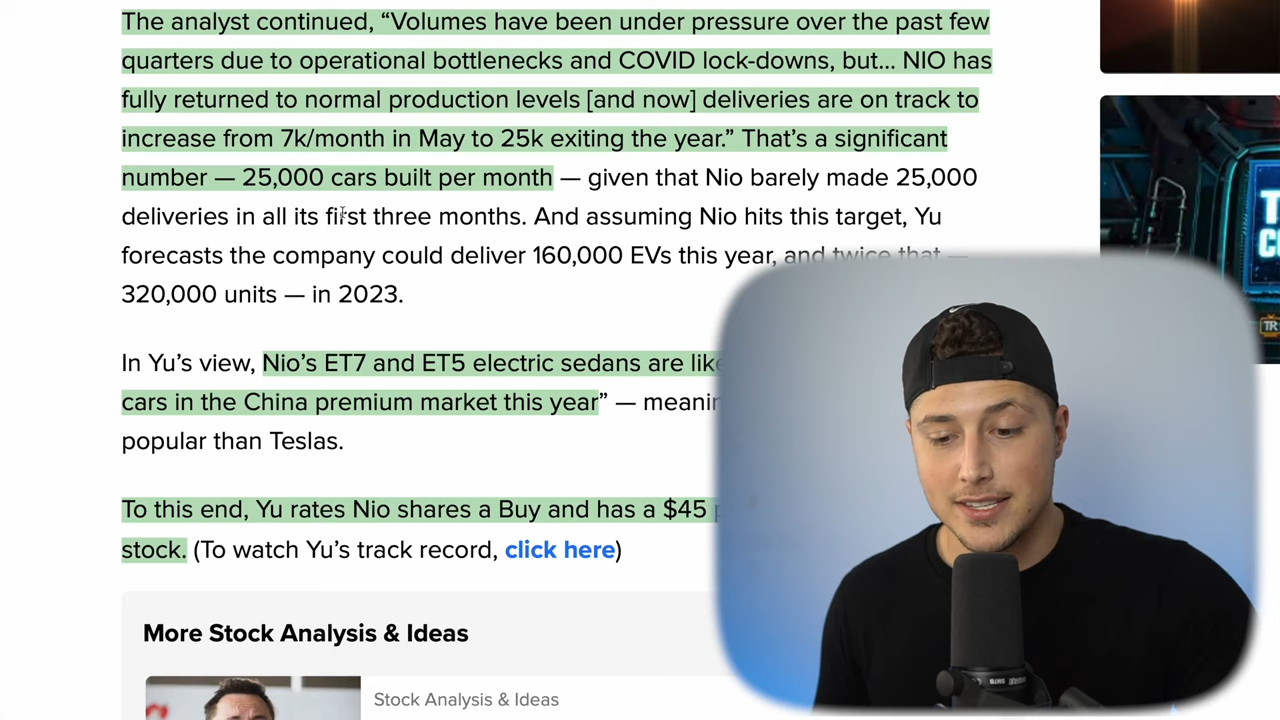 The analyst continued, “Volumes have been under pressure over the past few
quarters due to operational bottlenecks and COVID lock-downs, but... NIO has
fully returned to normal production levels [and now] deliveries are on track to
increase from 7k/month in May to 25k exiting the year.” That’s a significant
number — 25,000 cars built per month — given that Nio barely made 25,000
deliveries in all its first three months. And assuming Nio hits this target, Yu
forecasts the company could deliver 160,000 EVs this year, and twice that —
320,000 units — in 2023.
In Yu’s view, Nio’s ET7 and ET5 electric sedans are
cars in the China premium market this year” —
popular than Teslas.
To this end, Yu rates Nio shares a Buy and has a $45
stock. (To watch Yu’s track record, click here)
More Stock Analysis & Ideas
Stock Analysis & Ideas
TR